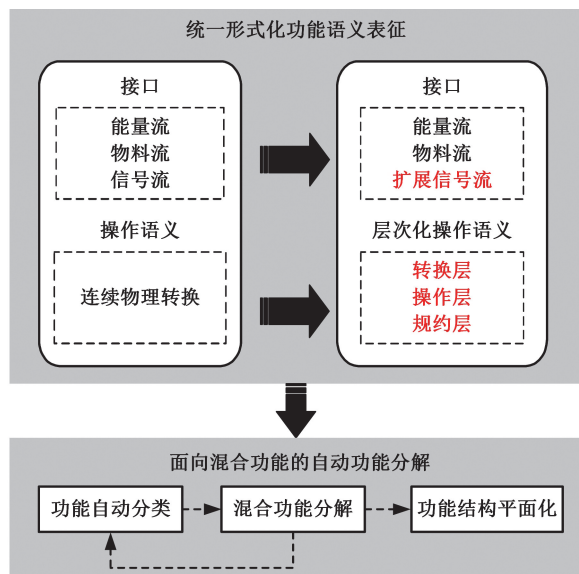 统一形式化功能语义表征
接口
能量流
物料流
信号流
操作语义
连续物理转换
接口
能量流
物料流
扩展信号流
层次化操作语义
转换层
操作层
规约层
面向混合功能的自动功能分解
功能自动分类
混合功能分解
功能结构平面化